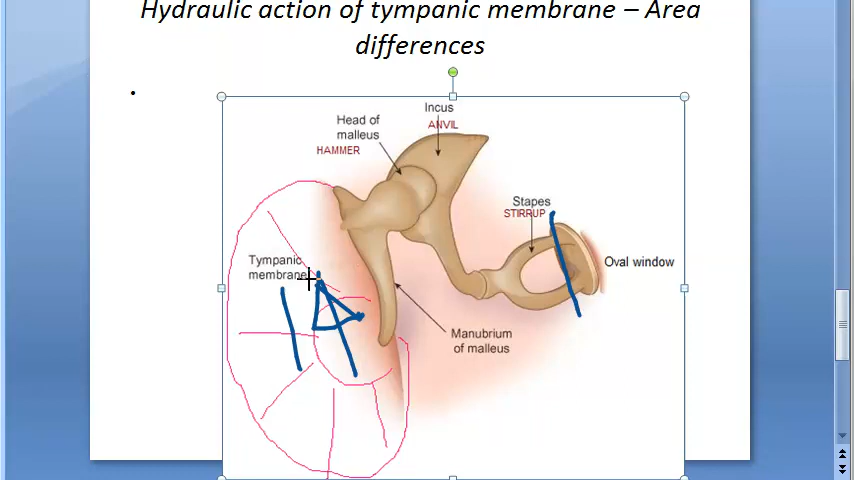 Hydraulic action of tympanic membrane – Area
differences
•
Incus
ANVIL
Head of
malleus
HAMMER
Stapes
STIRRUP
Tympanic
membrane
Oval window
Manubrium
of malleus